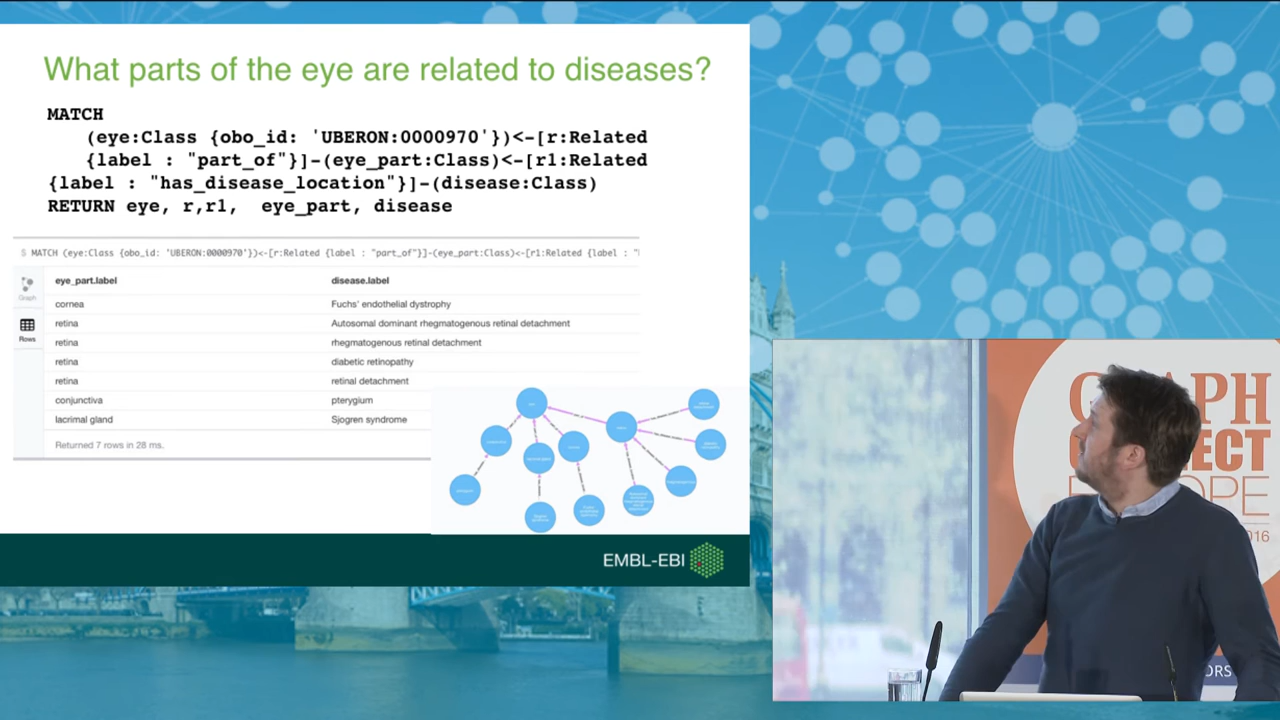 What parts of the eye are related to diseases?
MATCH
(eye:Class {obo_id: 'UBERON:0000970'})<-[r:Related
{label : "part_of"}]-(eye_part:Class)<-[r1:Related
{label : "has_disease_location"}]-(disease:Class)
RETURN eye, r,r1, eye_part, disease
$ MATCH (eye:Class {obo_id: 'UBERON:0000970'})<-[r:Related {label : "part_of"}]-(eye_part:Class)<-[r1:Related {label : "
Graph
Rows
eye_part.label disease.label
cornea Fuchs' endothelial dystrophy
retina Autosomal dominant rhegmatogenous retinal detachment
retina rhegmatogenous retinal detachment
retina diabetic retinopathy
retina retinal detachment
conjunctiva pterygium
lacrimal gland Sjogren syndrome
Returned 7 rows in 28 ms.
EMBL-EBI
GRAPH
NECT
OPE
2016
ORS